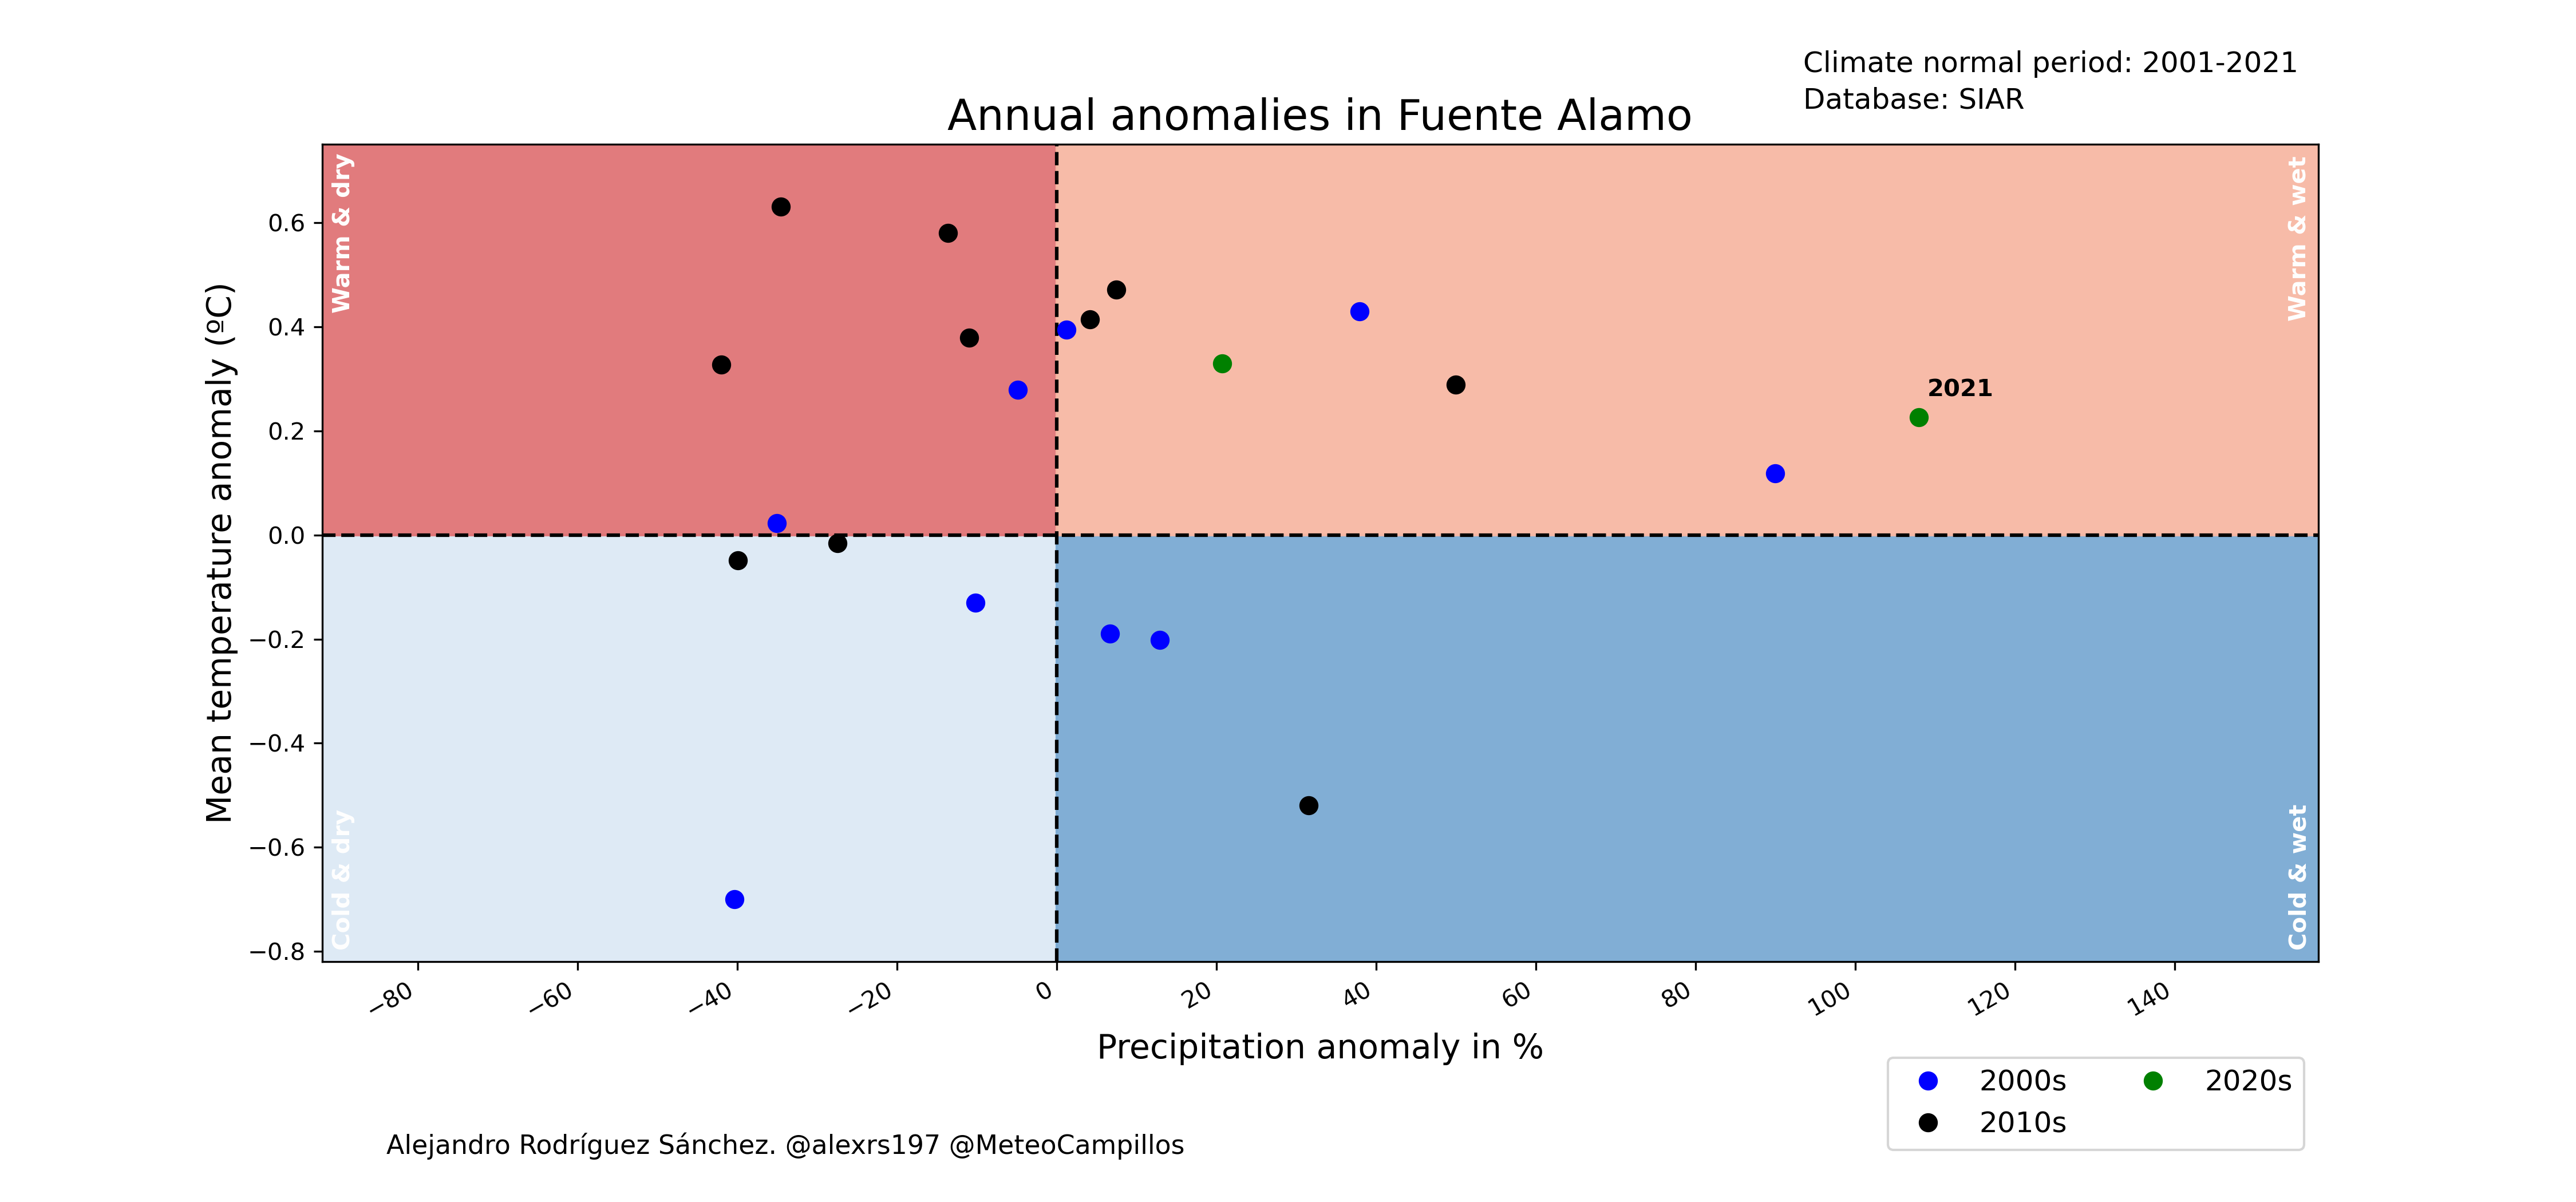 Climate normal period: 2001-2021
Database: SIAR
Annual anomalies in Fuente Alamo
Warm & dry
Warm & wet
Mean temperature anomaly (ºC)
0.6
0.4
0.2
0.0
−0.2
−0.4
−0.6
−0.8
2021
Cold & dry
Cold & wet
−80
−60
−40
−20
0
20
40
60
80
100
120
140
Precipitation anomaly in %
2000s
2010s
2020s
Alejandro Rodríguez Sánchez. @alexrs197 @MeteoCampillos